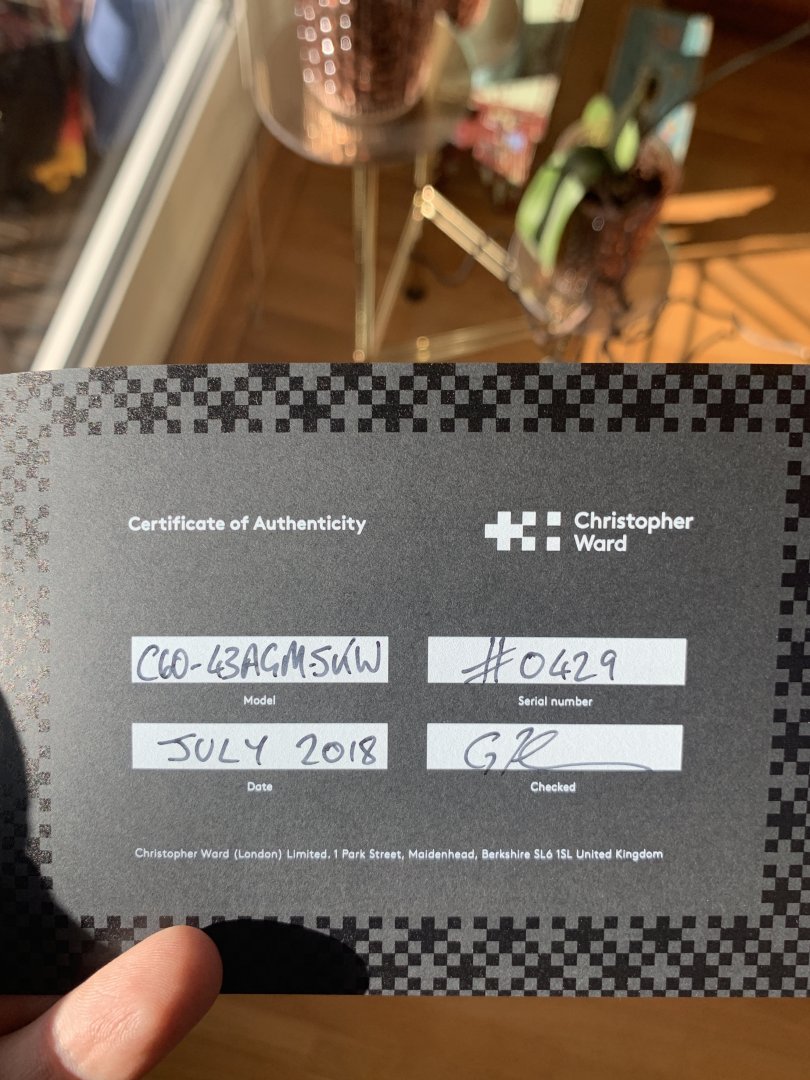 Certificate of Authenticity
Christopher
Ward
C60-43AGM-SKW
#0429
Model
Serial number
JULY 2018
Date
Checked
Christopher Ward (London) Limited. 1 Park Street, Maidenhead, Berkshire SL6 1SL United Kingdom